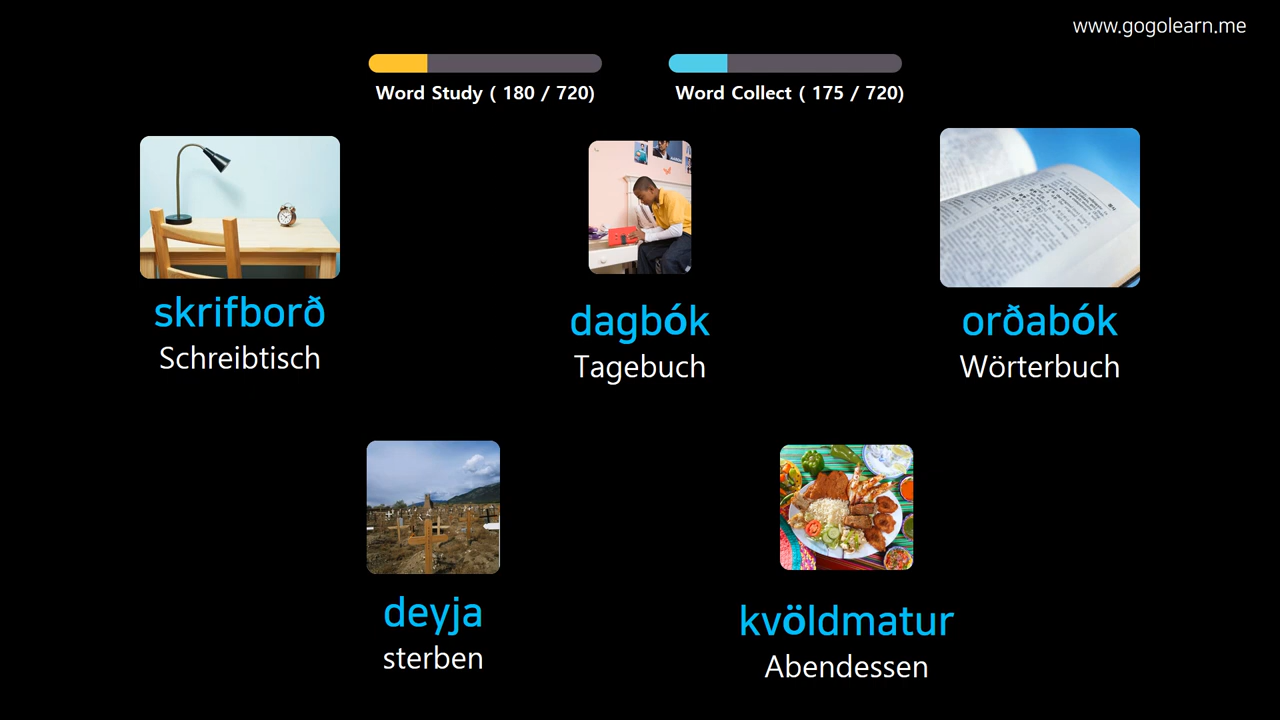 www.gogolearn.me
Word Study ( 180 / 720)
Word Collect ( 175 / 720)
skrifborð
Schreibtisch
dagbók
Tagebuch
orðabók
Wörterbuch
deyja
sterben
kvöldmatur
Abendessen